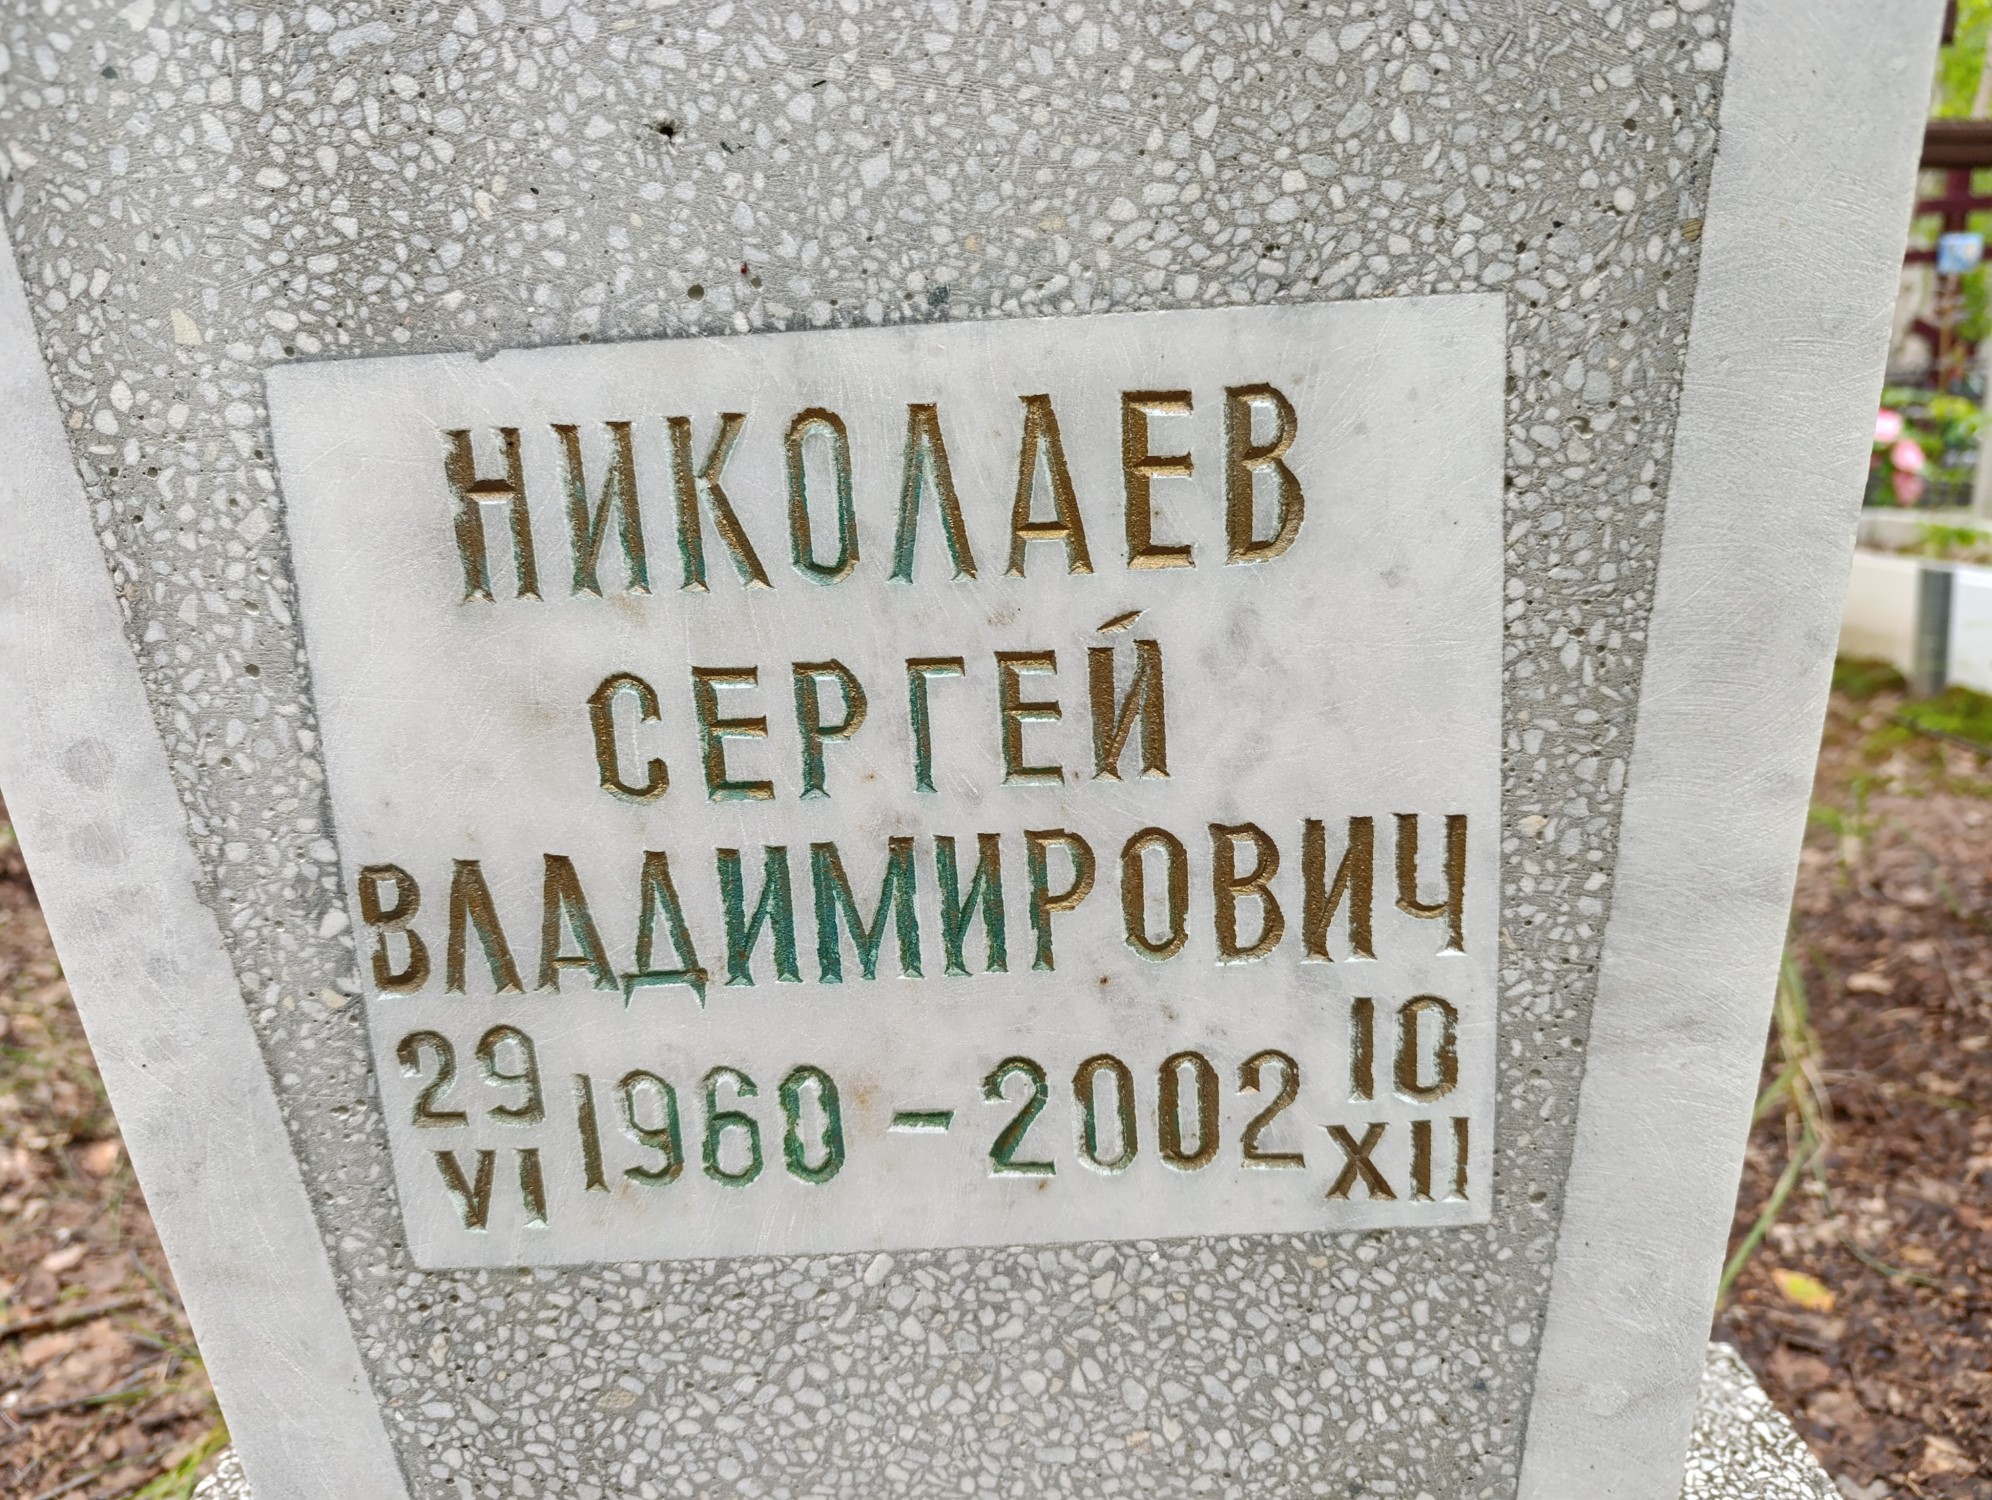 НИКОЛАЕВ
СЕРГЕЙ
ВЛАДИМИРОВИЧ
29 VI 1960 – 2002 10 XII